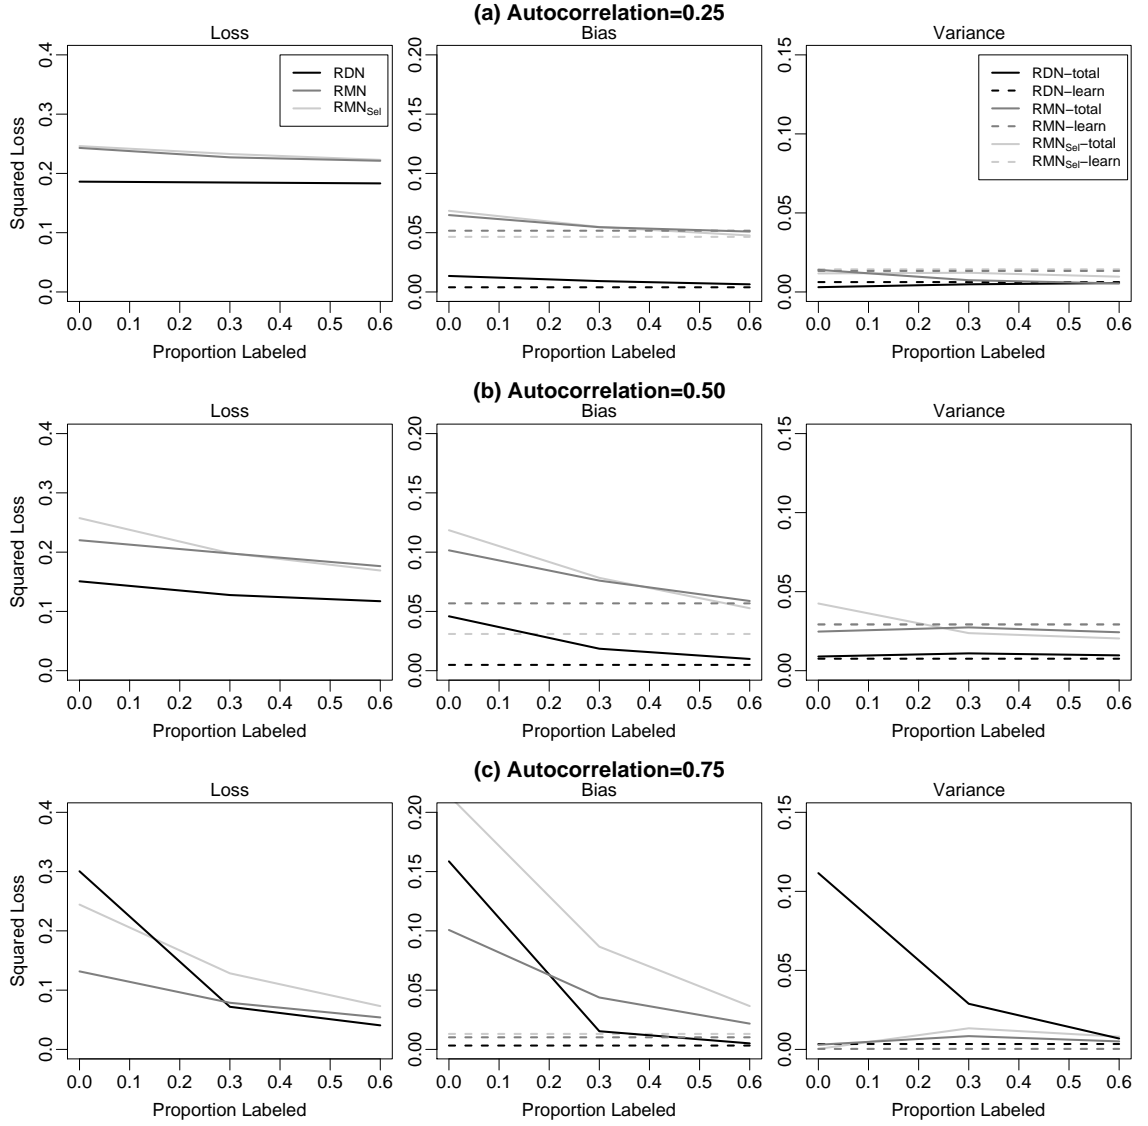 (a) Autocorrelation=0.25
Loss
Bias
Variance
Squared Loss
0.0 0.1 0.2 0.3 0.4
RDN
RMN
RMN_Sel
0.0 0.1 0.2 0.3 0.4 0.5 0.6
Proportion Labeled
0.00 0.05 0.10 0.15 0.20
0.0 0.1 0.2 0.3 0.4 0.5 0.6
Proportion Labeled
0.00 0.05 0.10 0.15
RDN−total
RDN−learn
RMN−total
RMN−learn
RMN_Sel−total
RMN_Sel−learn
0.0 0.1 0.2 0.3 0.4 0.5 0.6
Proportion Labeled
(b) Autocorrelation=0.50
Loss
Bias
Variance
Squared Loss
0.0 0.1 0.2 0.3 0.4
0.0 0.1 0.2 0.3 0.4 0.5 0.6
Proportion Labeled
0.00 0.05 0.10 0.15 0.20
0.0 0.1 0.2 0.3 0.4 0.5 0.6
Proportion Labeled
0.00 0.05 0.10 0.15
0.0 0.1 0.2 0.3 0.4 0.5 0.6
Proportion Labeled
(c) Autocorrelation=0.75
Loss
Bias
Variance
Squared Loss
0.0 0.1 0.2 0.3 0.4
0.0 0.1 0.2 0.3 0.4 0.5 0.6
Proportion Labeled
0.00 0.05 0.10 0.15 0.20
0.0 0.1 0.2 0.3 0.4 0.5 0.6
Proportion Labeled
0.00 0.05 0.10 0.15
0.0 0.1 0.2 0.3 0.4 0.5 0.6
Proportion Labeled